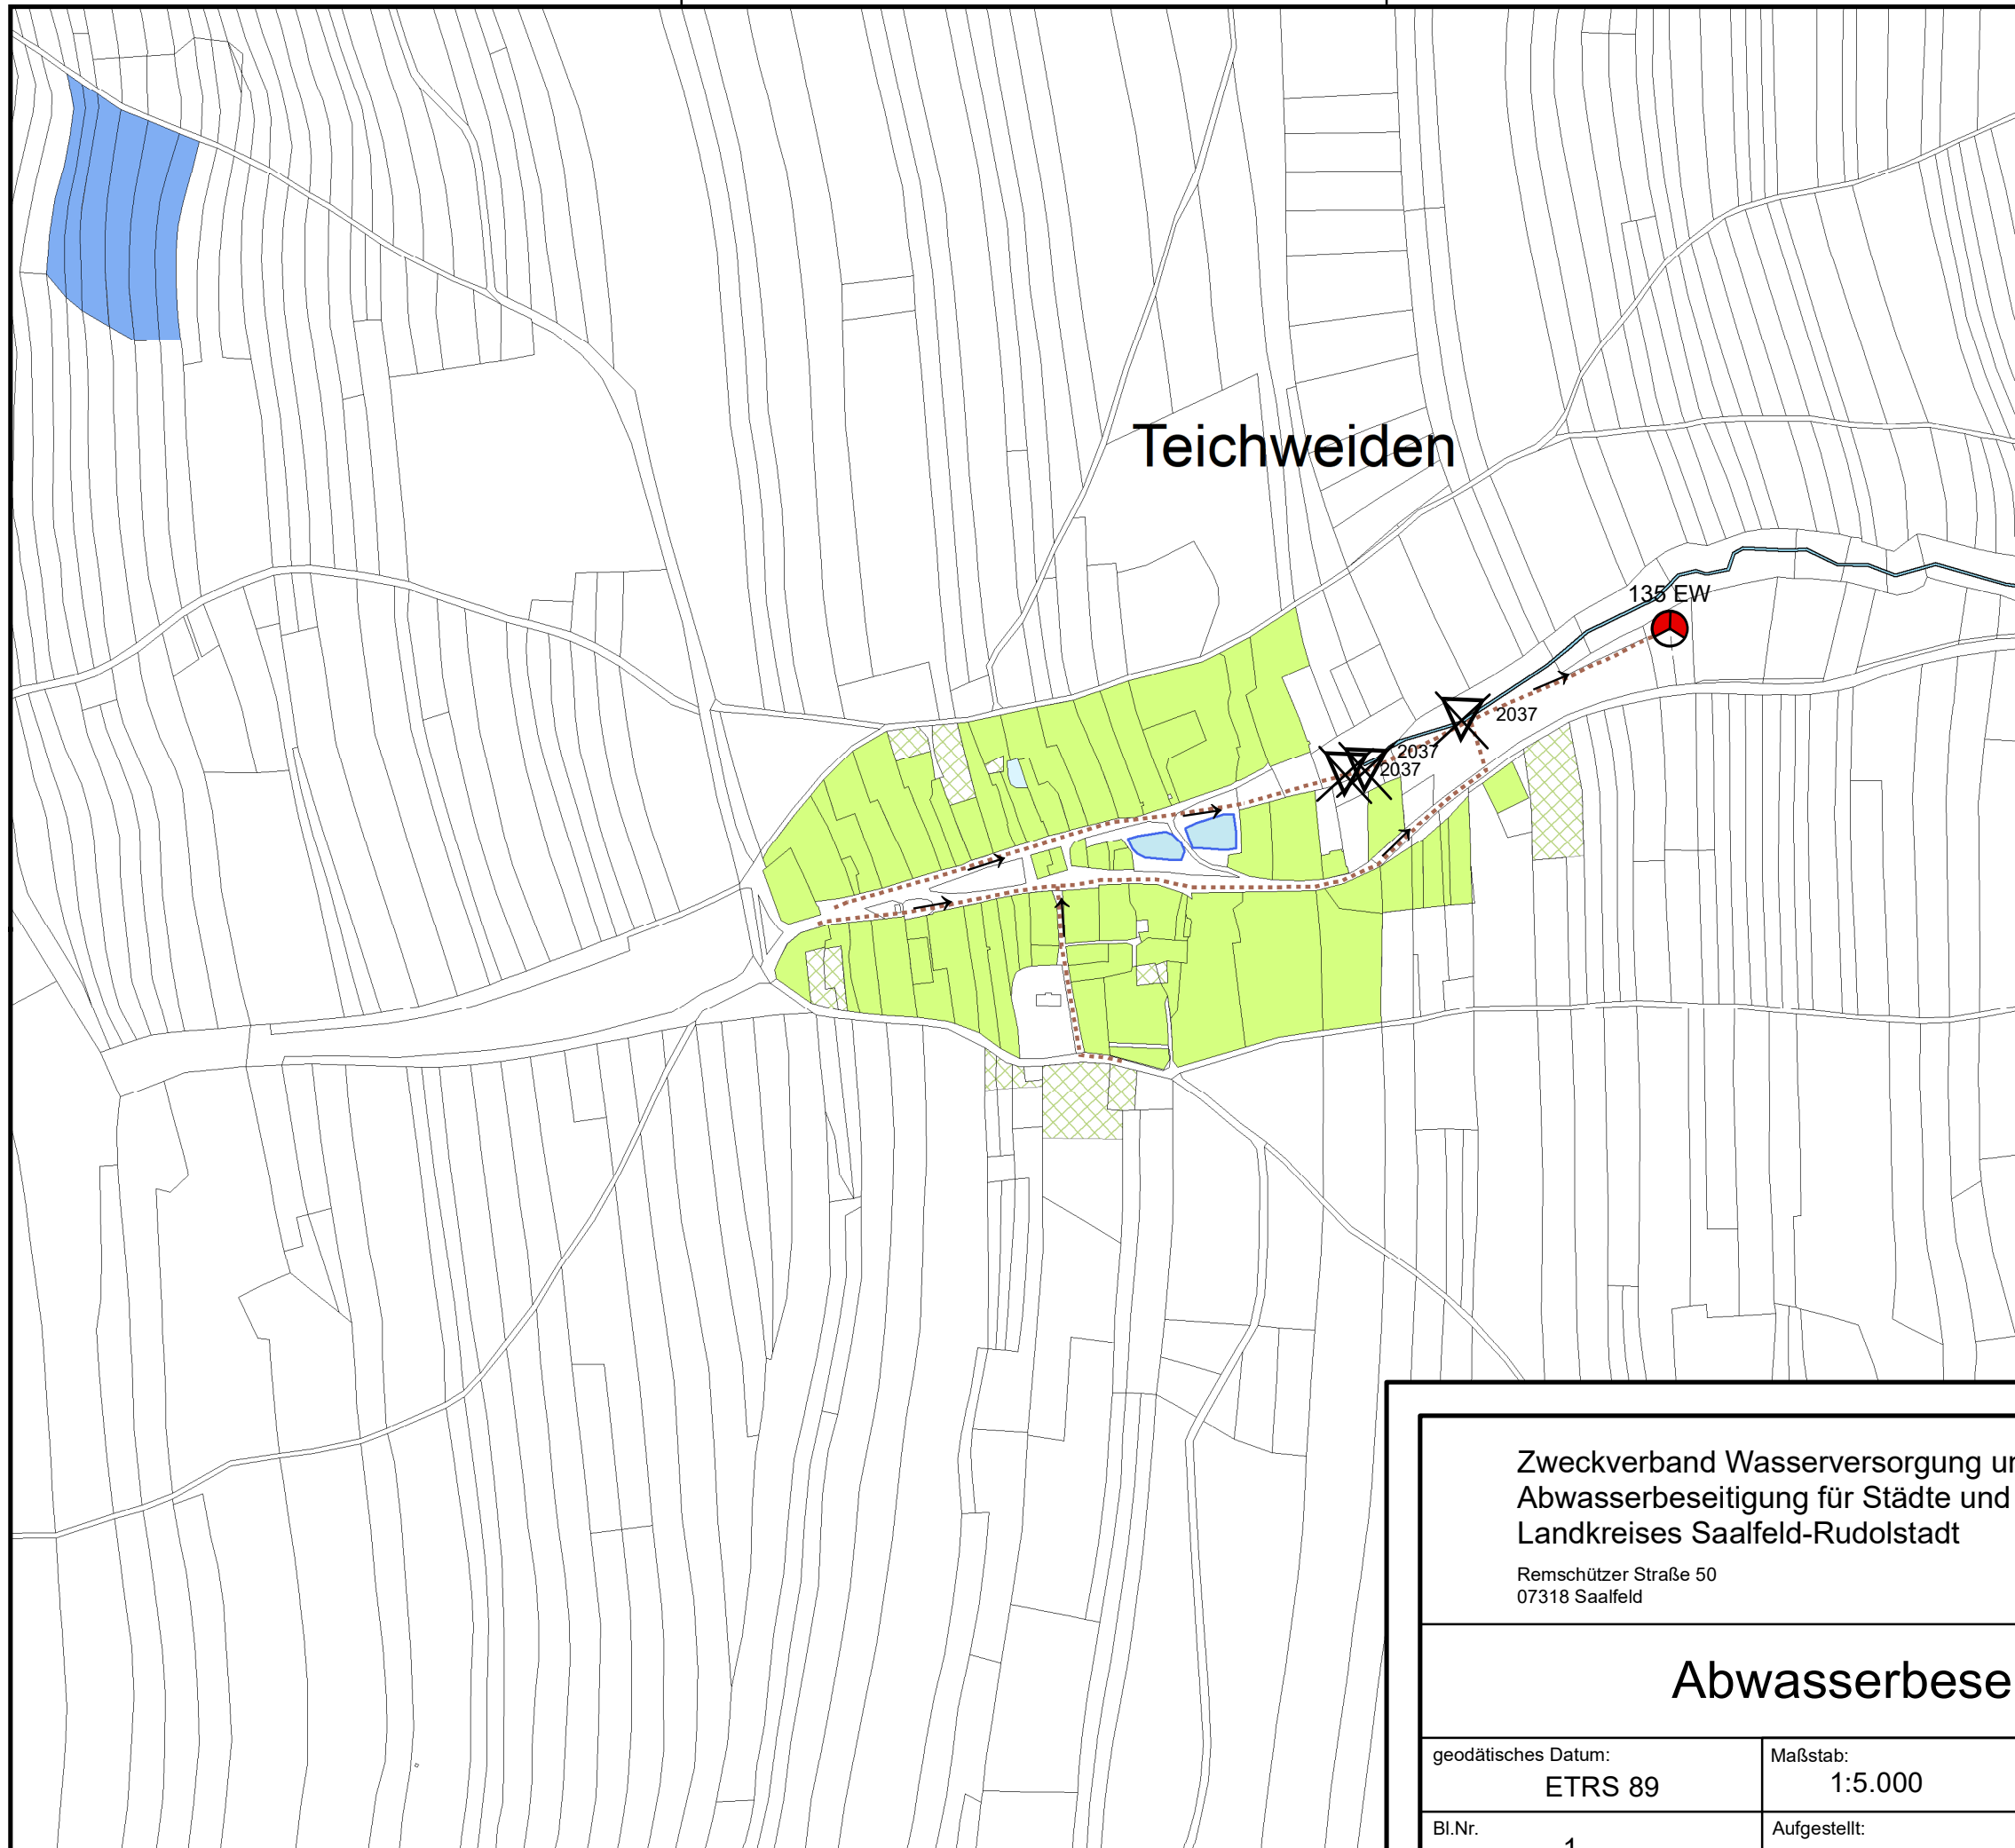 Teichweiden
135 EW
2037
2037
2037
Zweckverband Wasserversorgung
Abwasserbeseitigung für Städte und
Landkreises Saalfeld-Rudolstadt
Remschützer Straße 50
07318 Saalfeld
Abwasserbese
geodätisches Datum:
ETRS 89
Maßstab:
1:5.000
Bl.Nr.
1
Aufgestellt: